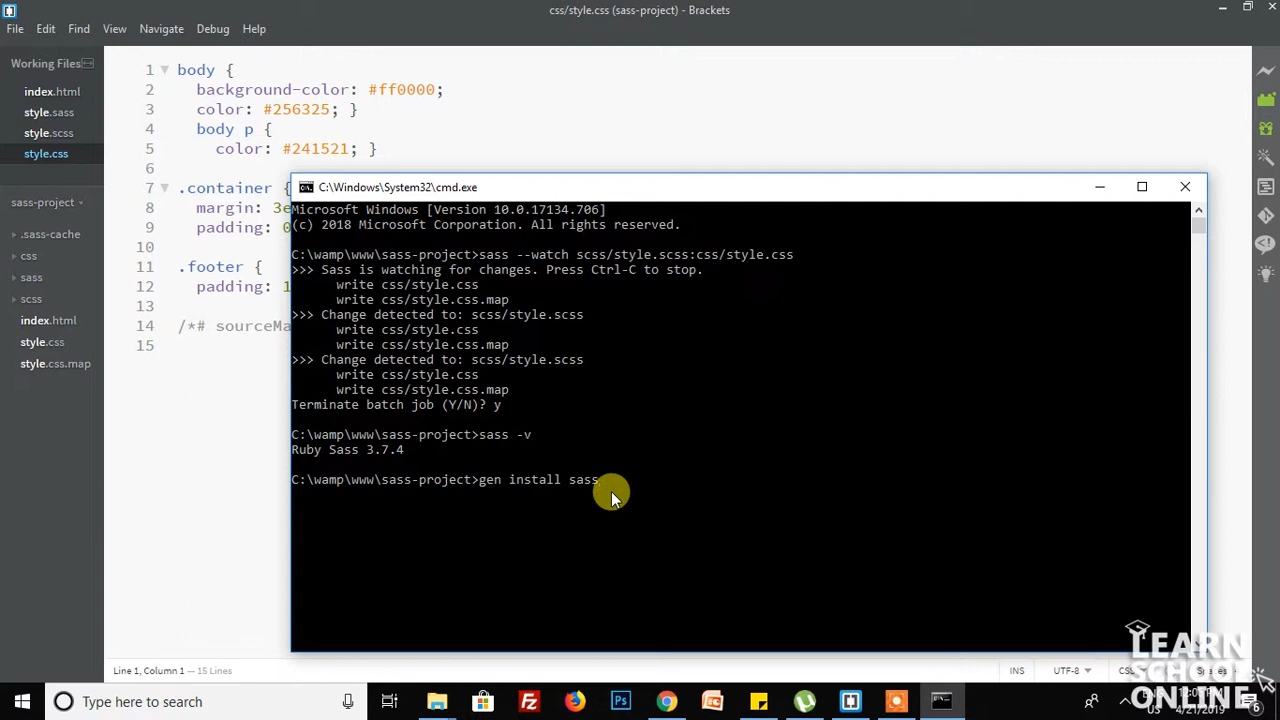 css/style.css (sass-project) - Brackets
File Edit Find View Navigate Debug Help
Working Files
index.html
style.sass
style.scss
style.css
sass-project
.sass-cache
css
sass
scss
index.html
style.css
style.css.map
1 body {
2 background-color: #ff0000;
3 color: #256325; }
4 body p {
5 color: #241521; }
6
7 .container {
8 margin: 3e
9 padding: 0
10
11 .footer {
12 padding: 1
13
14 /*# sourceMa
15
C:\Windows\System32\cmd.exe
Microsoft Windows [Version 10.0.17134.706]
(c) 2018 Microsoft Corporation. All rights reserved.
C:\wamp\www\sass-project>sass --watch scss/style.scss:css/style.css
>>> Sass is watching for changes. Press Ctrl-C to stop.
write css/style.css
write css/style.css.map
>>> Change detected to: scss/style.scss
write css/style.css
write css/style.css.map
>>> Change detected to: scss/style.scss
write css/style.css
write css/style.css.map
Terminate batch job (Y/N)? y
C:\wamp\www\sass-project>sass -v
Ruby Sass 3.7.4
C:\wamp\www\sass-project>gen install sass
Line 1, Column 1 — 15 Lines
INS UTF-8 CSS Spaces
LEARN
SCHOOL
ONLINE
Type here to search
4/21/2019